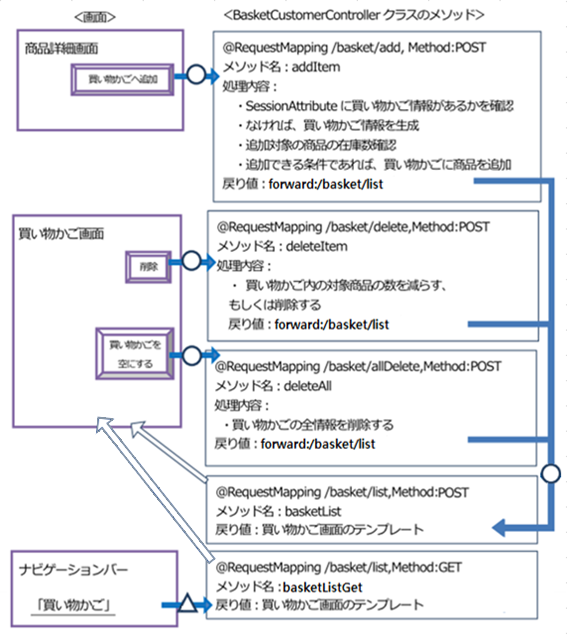 <画面>
<BasketCustomerController クラスのメソッド>
商品詳細画面
買い物かごへ追加
@RequestMapping /basket/add, Method:POST
メソッド名：addItem
処理内容：
・SessionAttribute に買い物かご情報があるかを確認
・なければ、買い物かご情報を生成
・追加対象の商品の在庫数確認
・追加できる条件であれば、買い物かごに商品を追加
戻り値：forward:/basket/list
買い物かご画面
削除
@RequestMapping /basket/delete,Method:POST
メソッド名：deleteItem
処理内容：
・ 買い物かご内の対象商品の数を減らす、
もしくは削除する
戻り値：forward:/basket/list
買い物かごを
空にする
@RequestMapping /basket/allDelete,Method:POST
メソッド名：deleteAll
処理内容：
・買い物かごの全情報を削除する
戻り値：forward:/basket/list
@RequestMapping /basket/list,Method:POST
メソッド名：basketList
戻り値：買い物かご画面のテンプレート
ナビゲーションバー
「買い物かご」
@RequestMapping /basket/list,Method:GET
メソッド名：basketListGet
戻り値：買い物かご画面のテンプレート